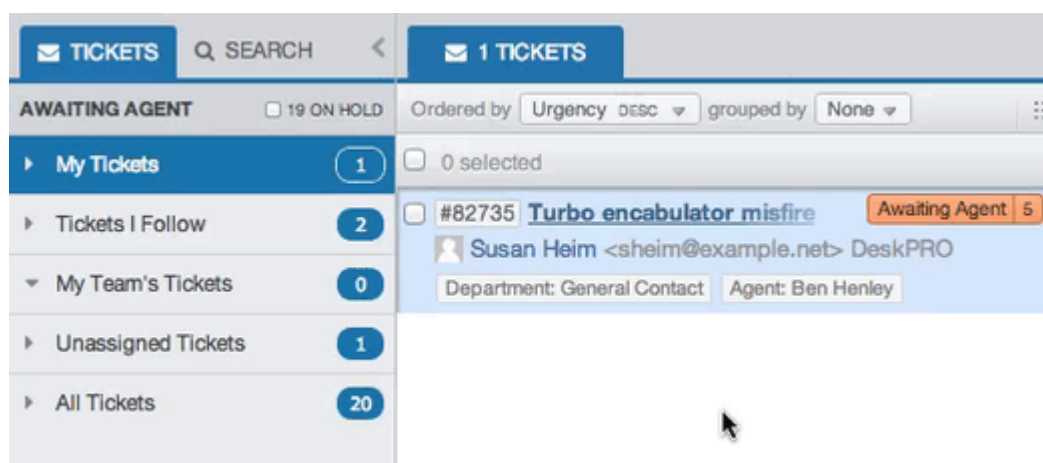 TICKETS SEARCH
AWAITING AGENT 19 ON HOLD
My Tickets 1
Tickets I Follow 2
My Team's Tickets 0
Unassigned Tickets 1
All Tickets 20
1 TICKETS
Ordered by Urgency DESC grouped by None
0 selected
#82735 Turbo encabulator misfire Awaiting Agent 5
Susan Heim <sheim@example.net> DeskPRO
Department: General Contact Agent: Ben Henley